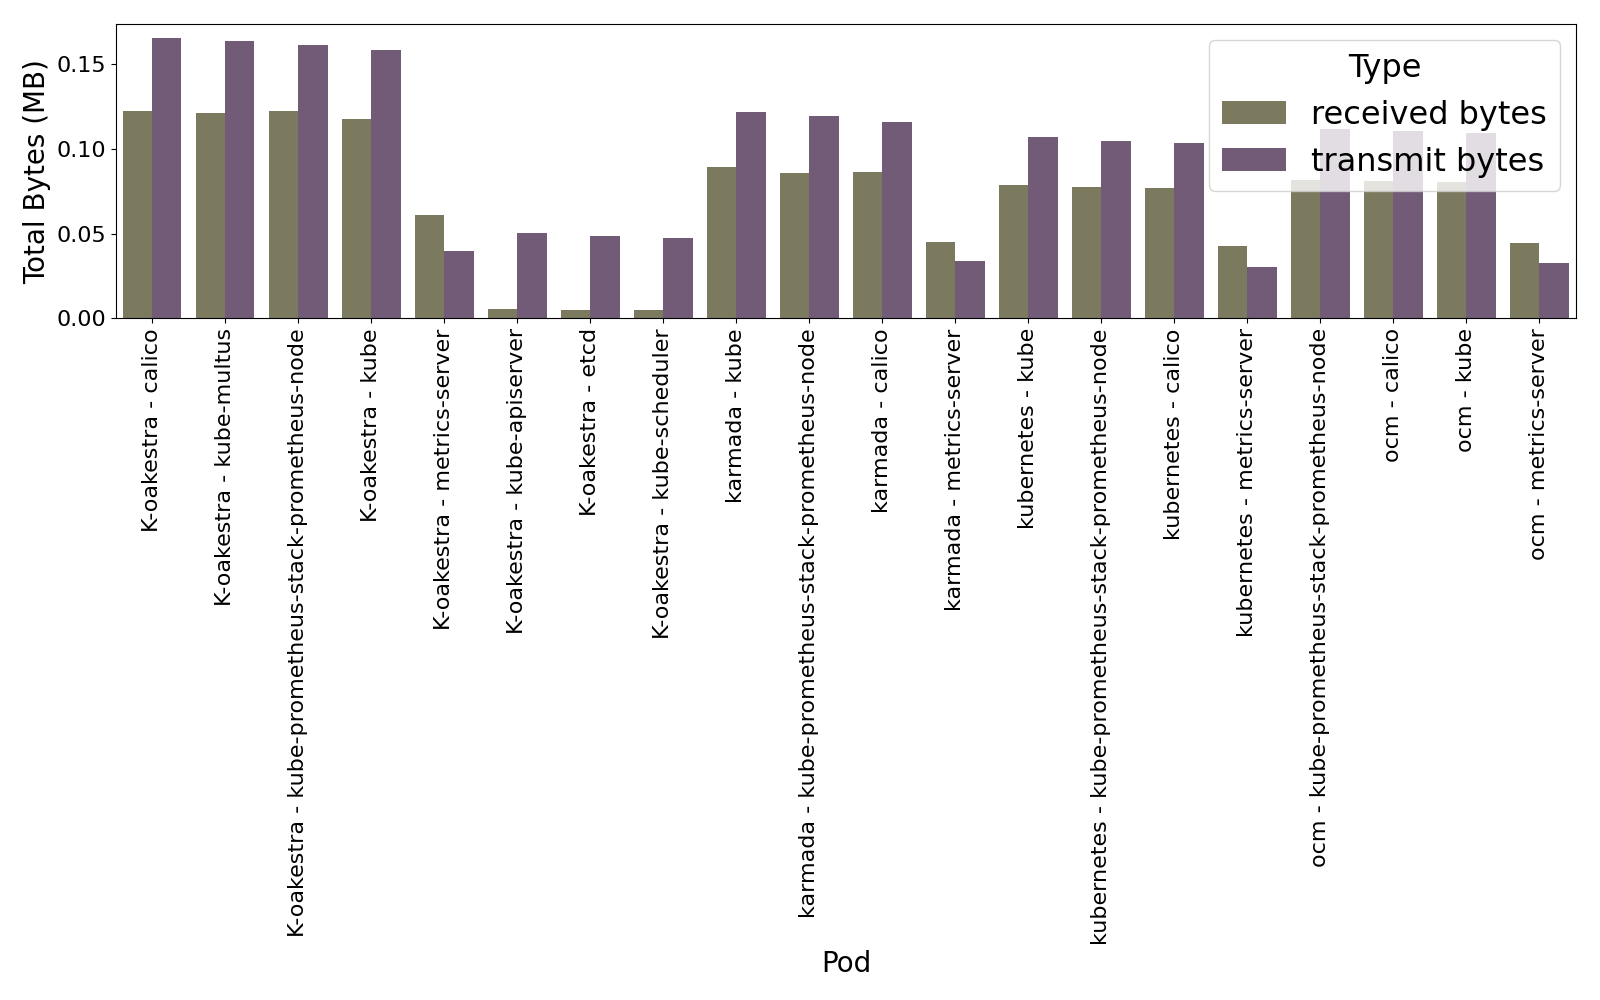 Total Bytes (MB)
0.15
0.10
0.05
0.00
Type
received bytes
transmit bytes
K-oakestra - calico
K-oakestra - kube-multus
K-oakestra - kube-prometheus-stack-prometheus-node
K-oakestra - kube
K-oakestra - metrics-server
K-oakestra - kube-apiserver
K-oakestra - etcd
K-oakestra - kube-scheduler
karmada - kube
karmada - kube-prometheus-stack-prometheus-node
karmada - calico
karmada - metrics-server
kubernetes - kube
kubernetes - kube-prometheus-stack-prometheus-node
kubernetes - calico
kubernetes - metrics-server
ocm - kube-prometheus-stack-prometheus-node
ocm - calico
ocm - kube
ocm - metrics-server
Pod